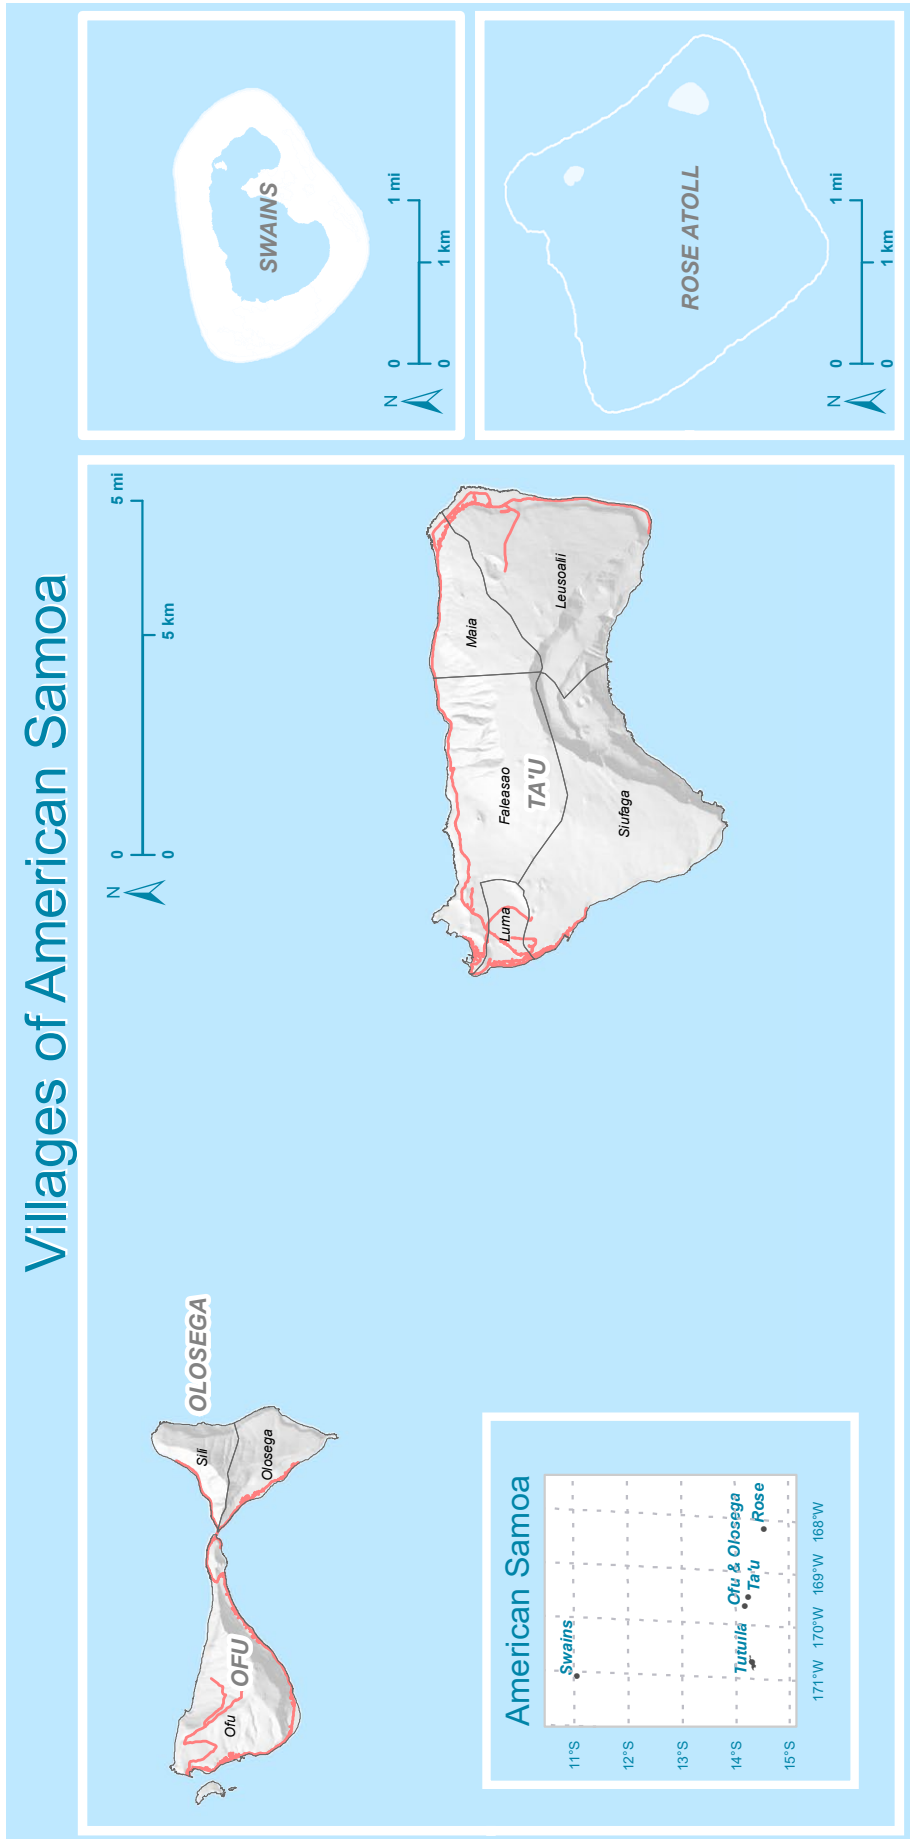 Villages of American Samoa
OLOSEGA
Sili
Olosega
OFU
Ofu
N
0
5 mi
0
5 km
Maia
Leusoalii
Faleasao
TA'U
Siufaga
Luma
SWAINS
N
0
1 mi
0
1 km
ROSE ATOLL
N
0
1 mi
0
1 km
American Samoa
Swains
Ofu & Olosega
Tutuila
Ta'u
Rose
11°S
12°S
13°S
14°S
15°S
171°W 170°W 169°W 168°W